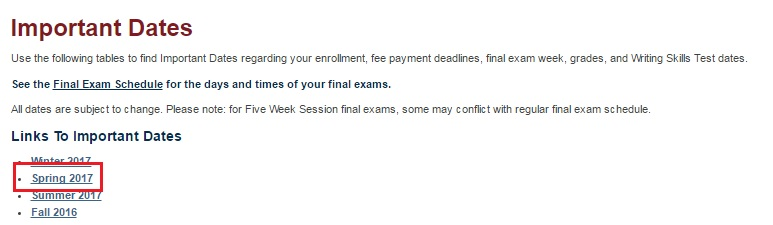 Important Dates
Use the following tables to find Important Dates regarding your enrollment, fee payment deadlines, final exam week, grades, and Writing Skills Test dates.
See the Final Exam Schedule for the days and times of your final exams.
All dates are subject to change. Please note: for Five Week Session final exams, some may conflict with regular final exam schedule.
Links To Important Dates
Winter 2017
Spring 2017
Summer 2017
Fall 2016